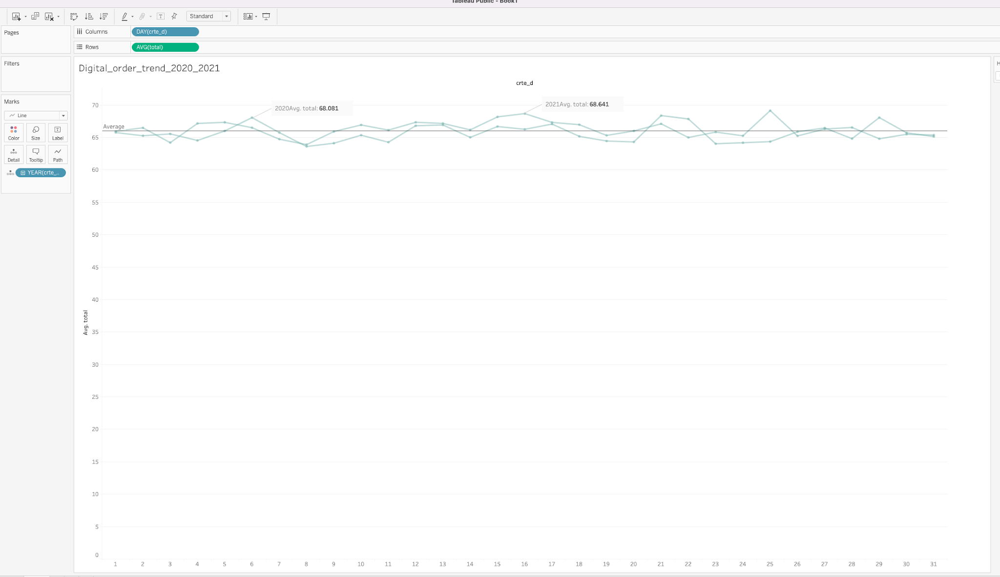 Tableau Public - Book1
Standard
Pages
Columns
DAY(crte_d)
Rows
AVG(total)
Filters
Marks
Line
Color
Size
Label
Detail
Tooltip
Path
YEAR(crte_..
Digital_order_trend_2020_2021
crte_d
2020Avg. total: 68.081
2021Avg. total: 68.641
Average
Avg. total
70
65
60
55
50
45
40
35
30
25
20
15
10
5
0
1 2 3 4 5 6 7 8 9 10 11 12 13 14 15 16 17 18 19 20 21 22 23 24 25 26 27 28 29 30 31